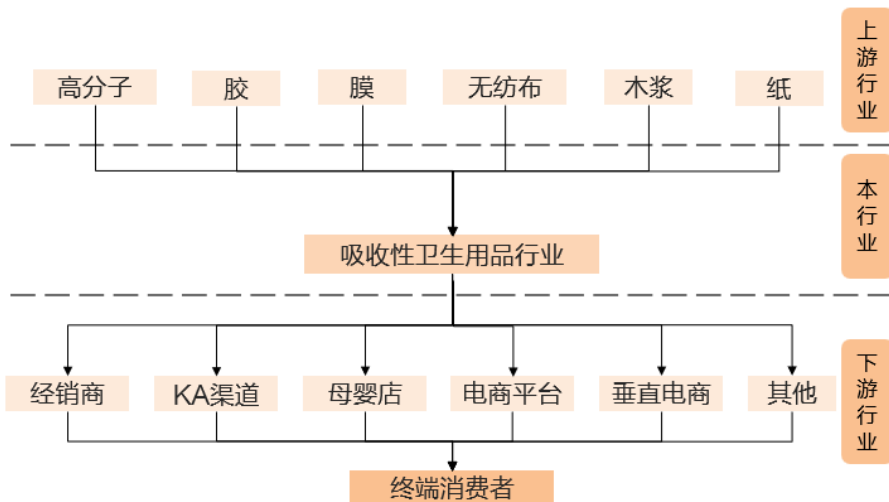 高分子
胶
膜
无纺布
木浆
纸
上游行业
吸收性卫生用品行业
本行业
经销商
KA渠道
母婴店
电商平台
垂直电商
其他
下游行业
终端消费者